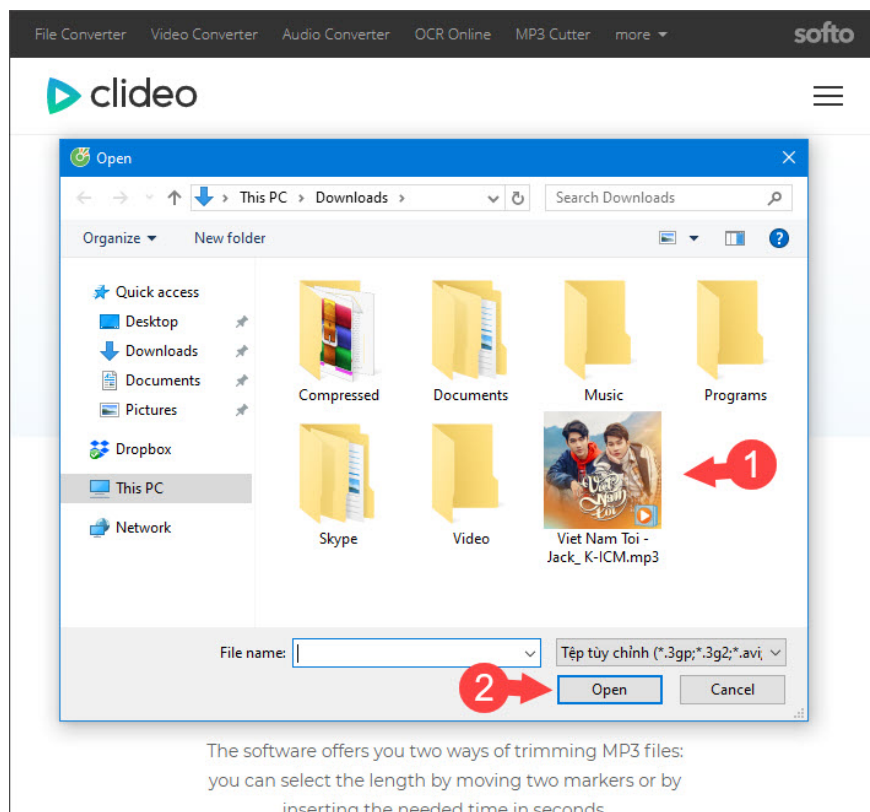 File Converter Video Converter Audio Converter OCR Online MP3 Cutter more softo
clideo
Open
This PC > Downloads >
Search Downloads
Organize New folder
Quick access
Desktop
Downloads
Documents
Pictures
Dropbox
This PC
Network
Compressed Documents Music Programs
Việt
Nam
tôi
Skype Video Viet Nam Toi -
Jack_ K-ICM.mp3
1
File name: Tệp tùy chỉnh (*.3gp;*.3g2;*.avi;
2
Open Cancel
The software offers you two ways of trimming MP3 files:
you can select the length by moving two markers or by
inserting the needed time in seconds